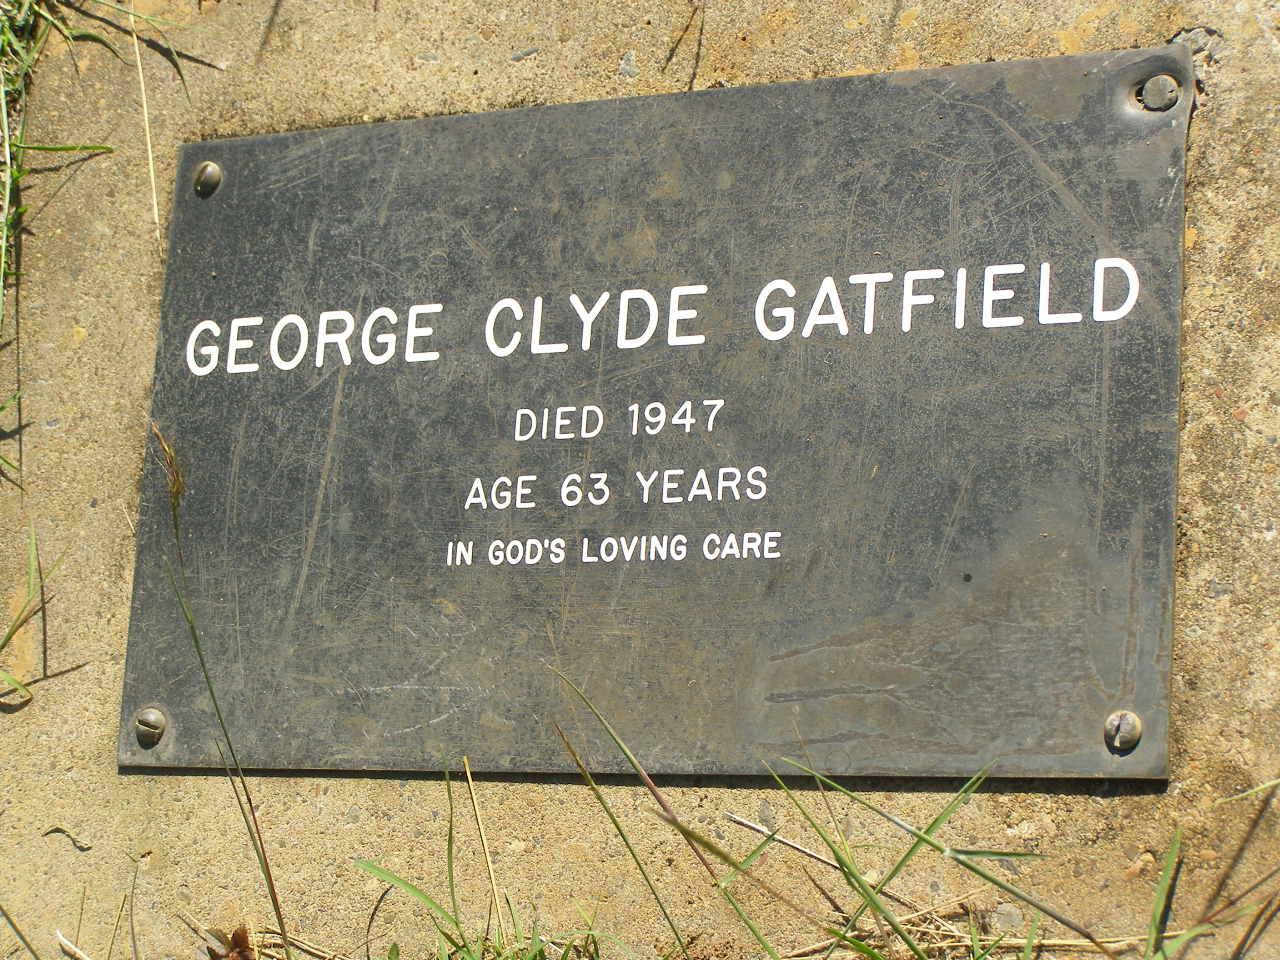 GEORGE CLYDE GATFIELD
DIED 1947
AGE 63 YEARS
IN GOD'S LOVING CARE